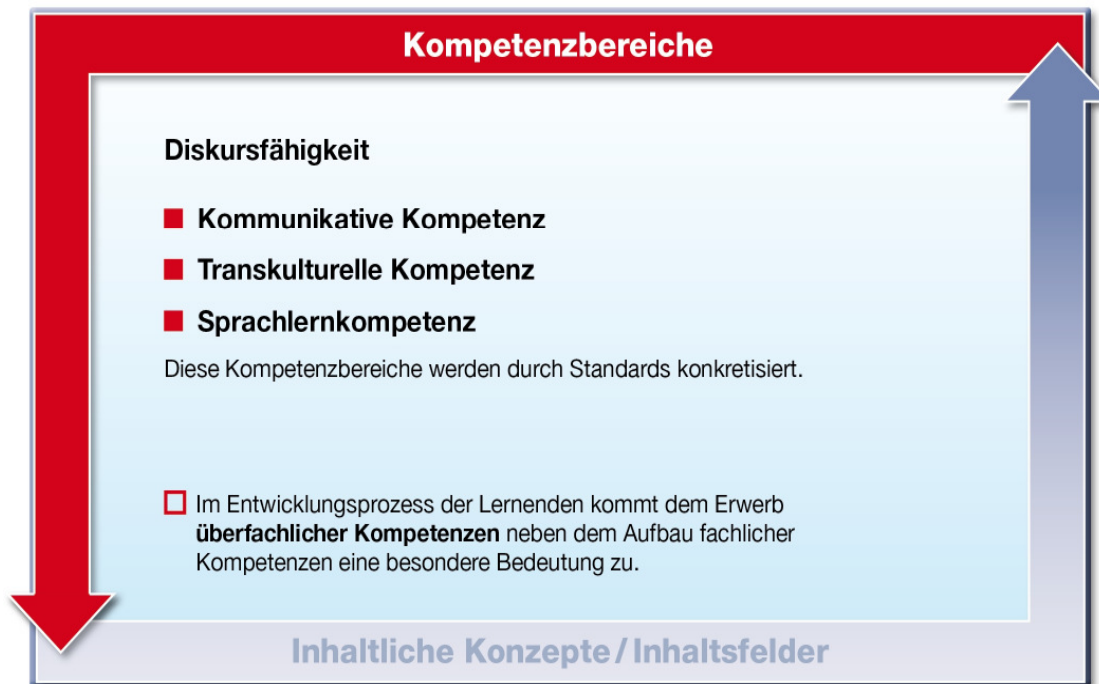 Kompetenzbereiche
Diskursfähigkeit
Kommunikative Kompetenz
Transkulturelle Kompetenz
Sprachlernkompetenz
Diese Kompetenzbereiche werden durch Standards konkretisiert.
Im Entwicklungsprozess der Lernenden kommt dem Erwerb
überfachlicher Kompetenzen neben dem Aufbau fachlicher
Kompetenzen eine besondere Bedeutung zu.
Inhaltliche Konzepte/Inhaltsfelder